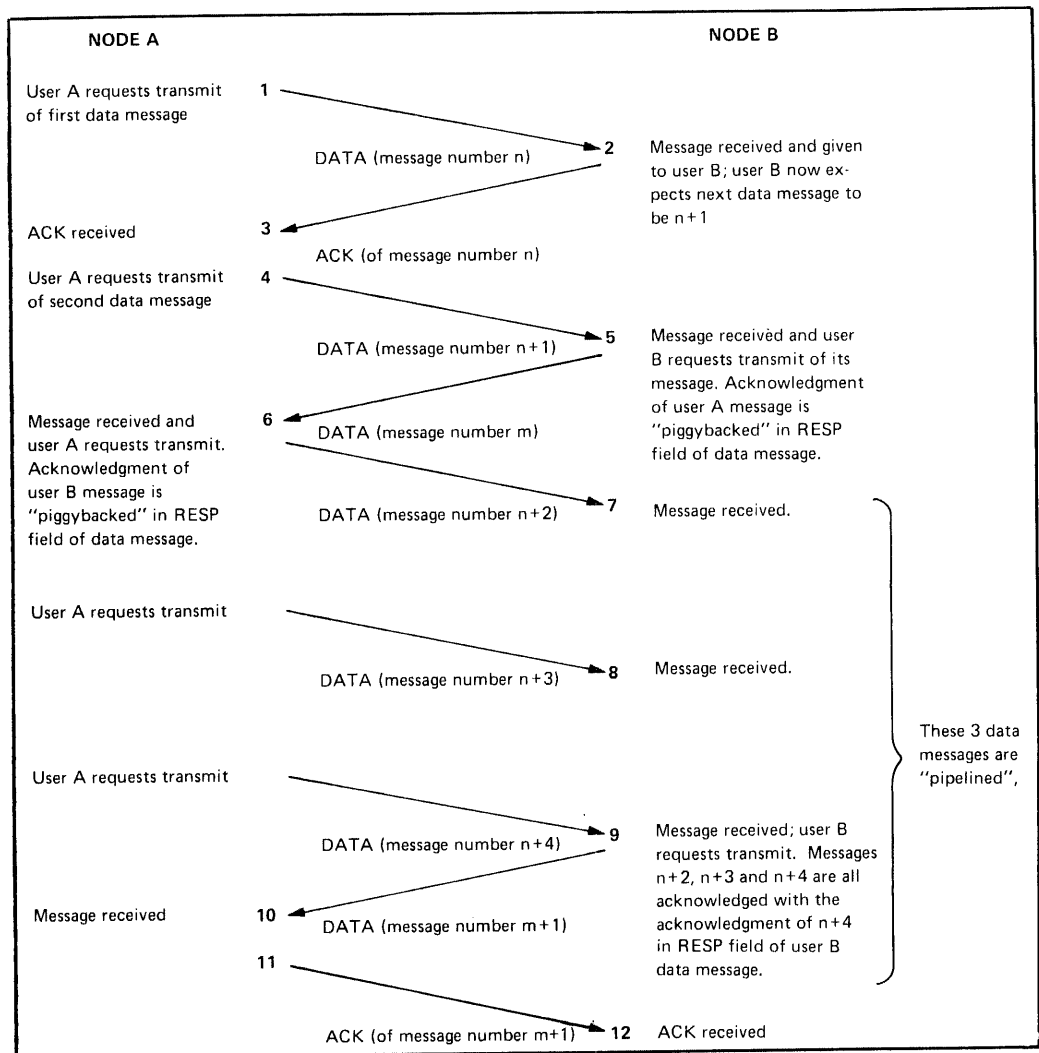 NODE A
NODE B
User A requests transmit
of first data message
1
DATA (message number n)
2
Message received and given
to user B; user B now ex-
pects next data message to
be n+1
ACK received
3
ACK (of message number n)
User A requests transmit
of second data message
4
DATA (message number n+1)
5
Message received and user
B requests transmit of its
message. Acknowledgment
of user A message is
"piggybacked" in RESP
field of data message.
Message received and
user A requests transmit.
Acknowledgment of
user B message is
"piggybacked" in RESP
field of data message.
6
DATA (message number m)
DATA (message number n+2)
7
Message received.
User A requests transmit
DATA (message number n+3)
8
Message received.
These 3 data
messages are
"pipelined",
User A requests transmit
DATA (message number n+4)
9
Message received; user B
requests transmit. Messages
n+2, n+3 and n+4 are all
acknowledged with the
acknowledgment of n+4
in RESP field of user B
data message.
Message received
10
DATA (message number m+1)
11
ACK (of message number m+1)
12
ACK received